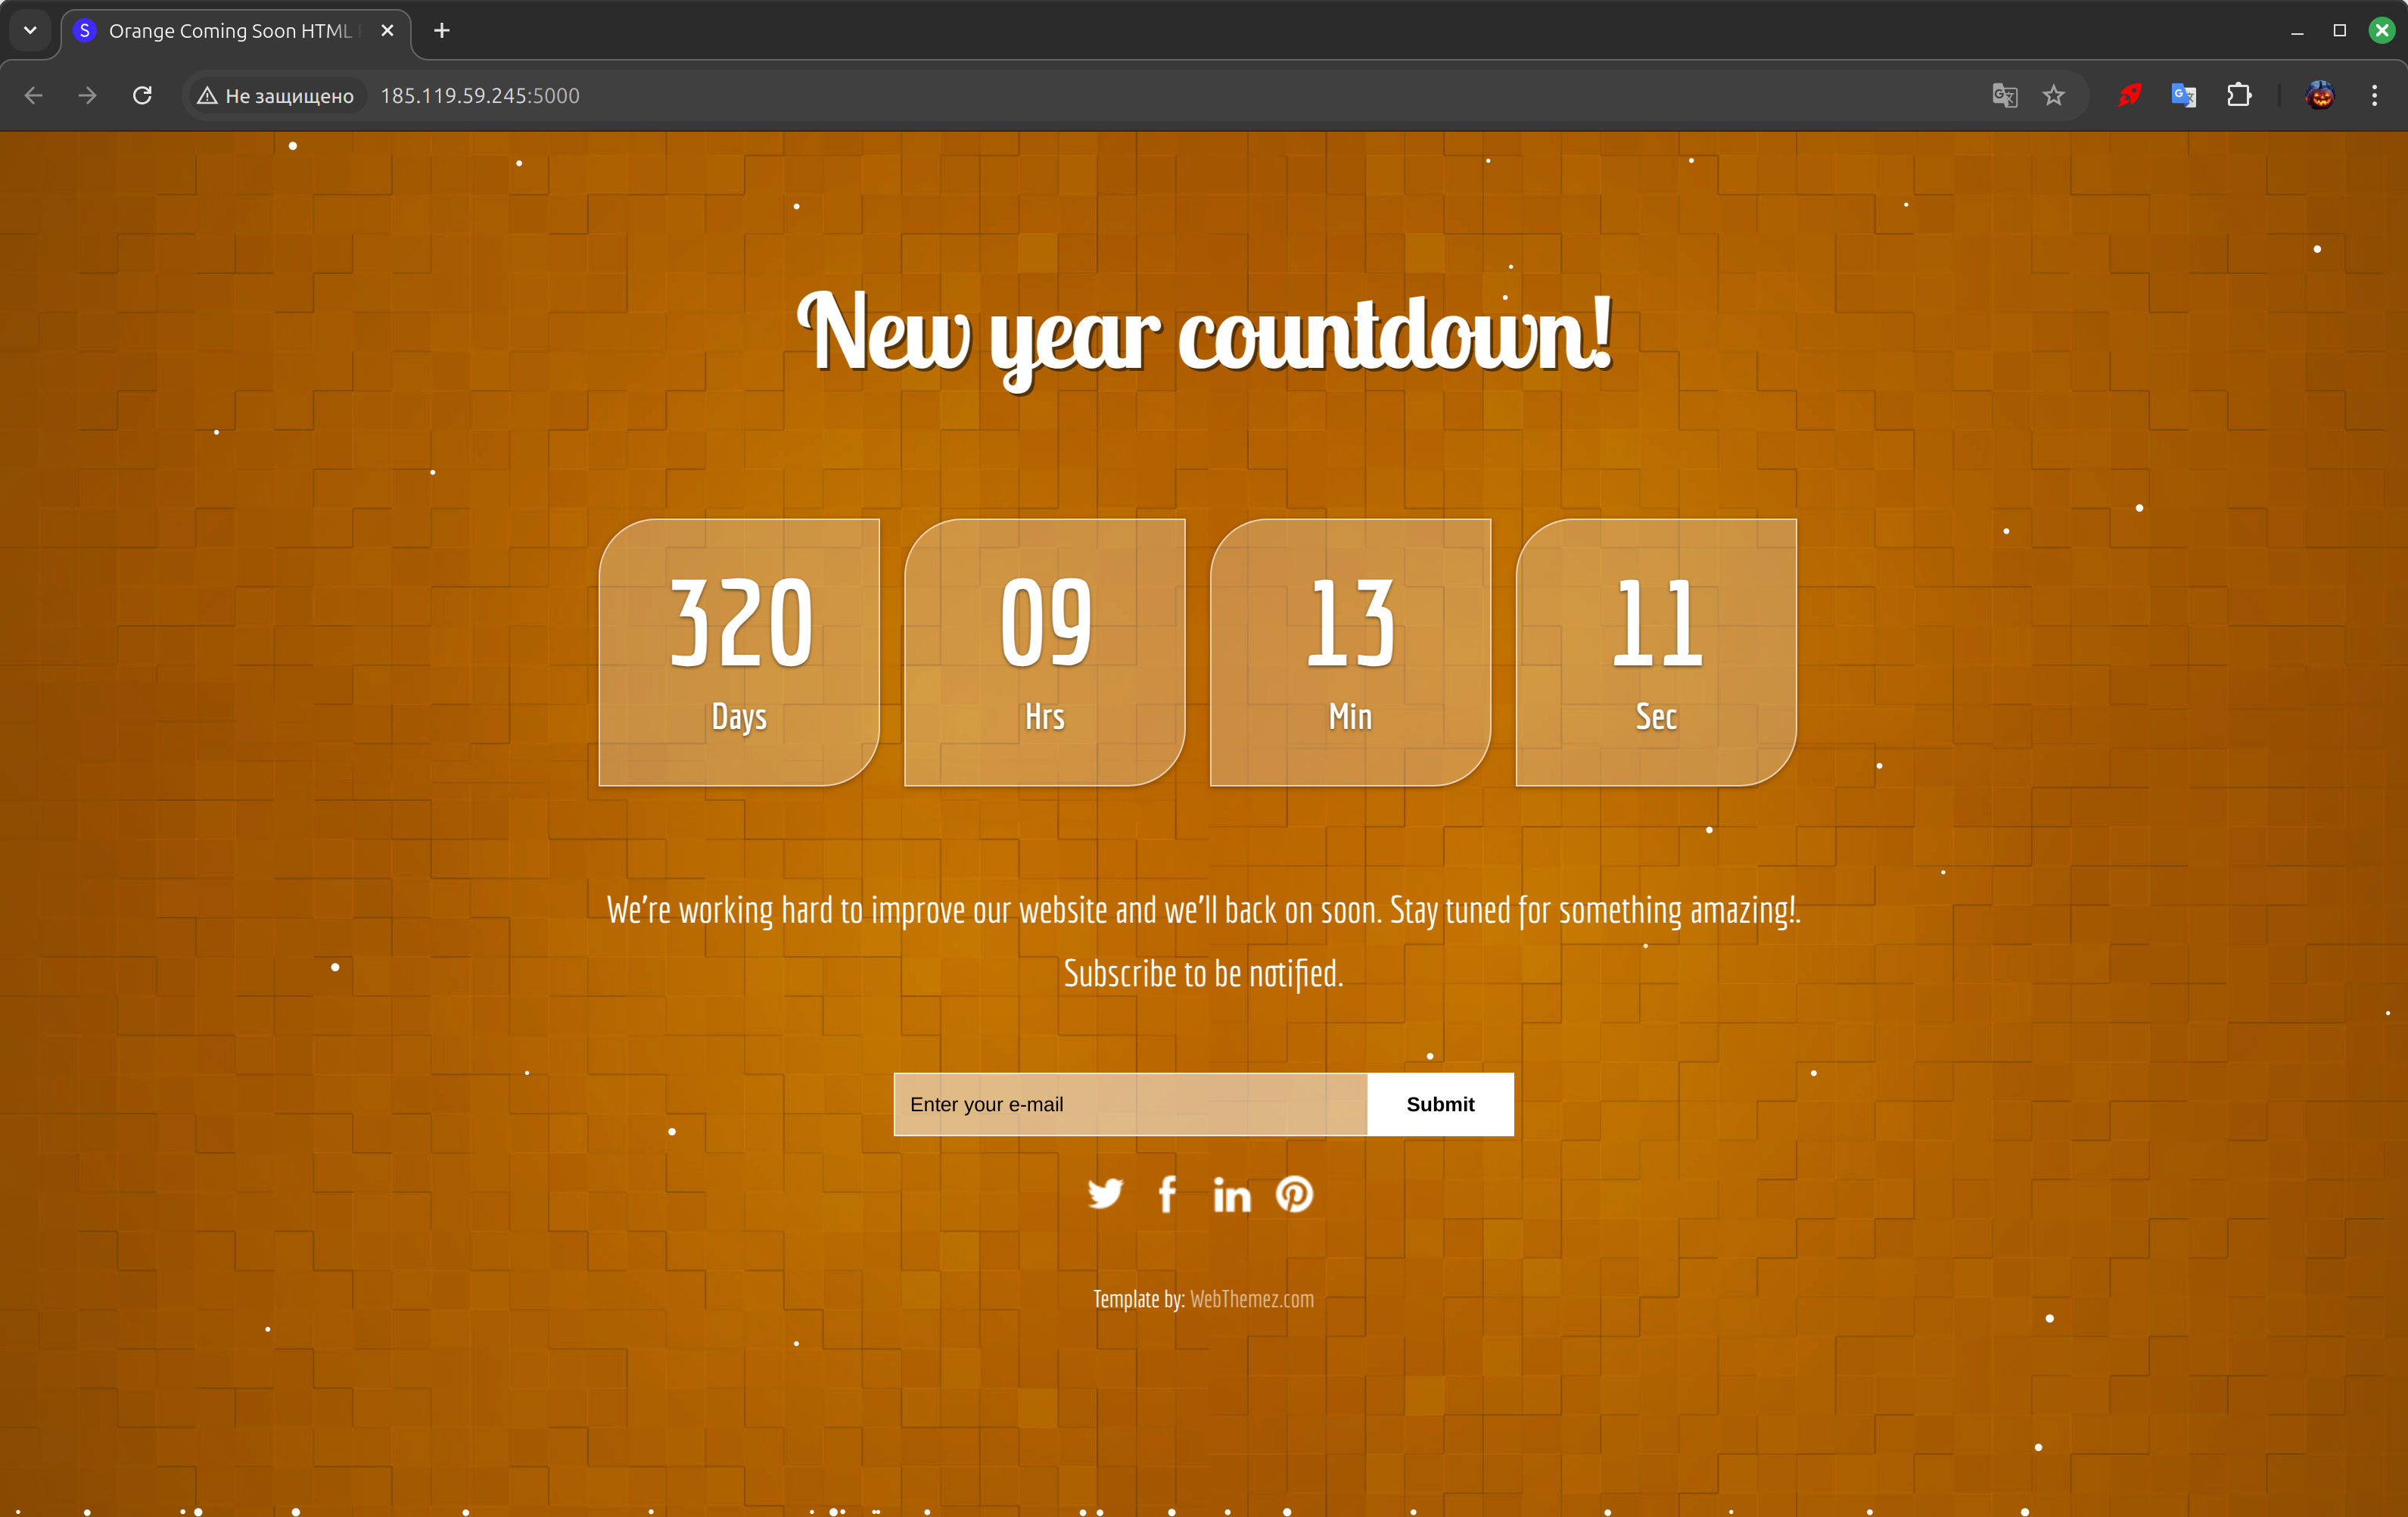 S Orange Coming Soon HTML
Не защищено 185.119.59.245:5000
New year countdown!
320 09 13 11
Days Hrs Min Sec
We're working hard to improve our website and we'll back on soon. Stay tuned for something amazing!.
Subscribe to be notified.
Enter your e-mail Submit
Template by: WebThemez.com